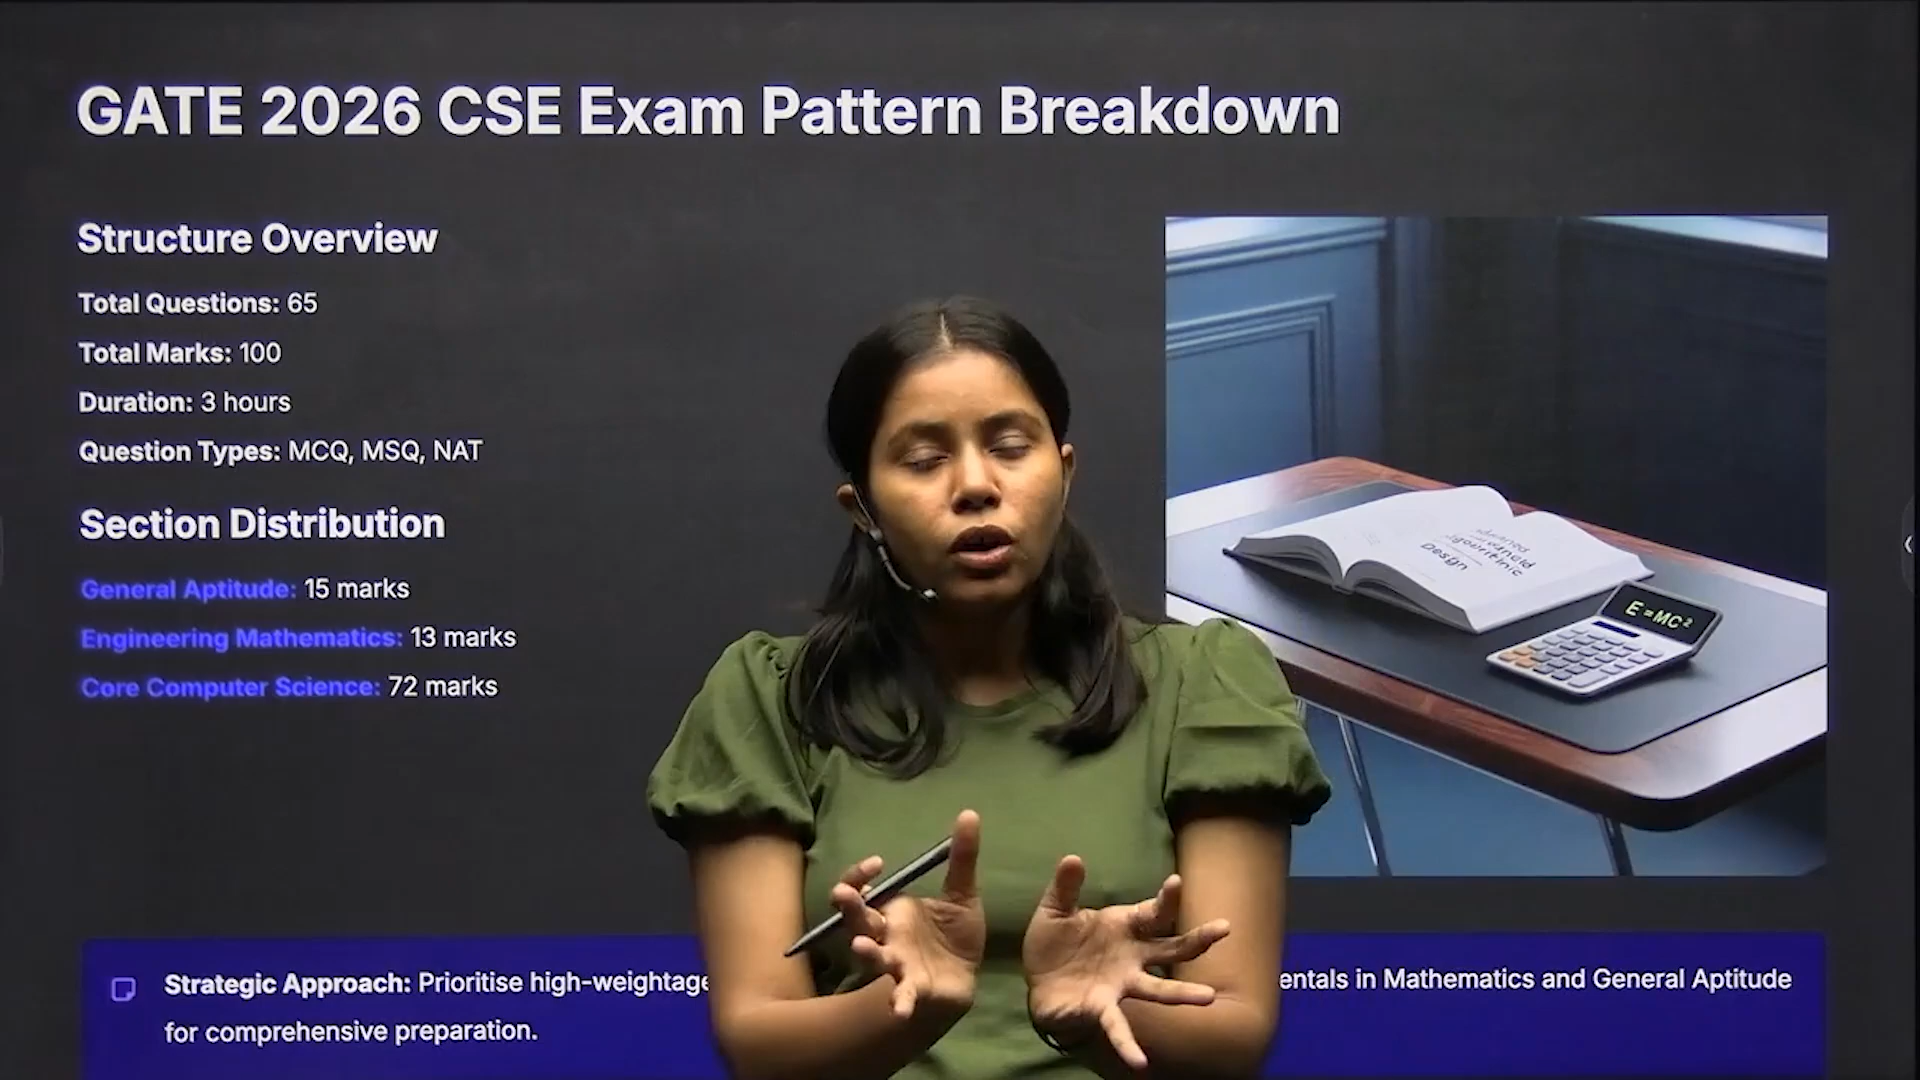 GATE 2026 CSE Exam Pattern Breakdown
Structure Overview
Total Questions: 65
Total Marks: 100
Duration: 3 hours
Question Types: MCQ, MSQ, NAT
Section Distribution
General Aptitude: 15 marks
Engineering Mathematics: 13 marks
Core Computer Science: 72 marks
Design
E=MC²
Strategic Approach: Prioritise high-weightage entals in Mathematics and General Aptitude
for comprehensive preparation.